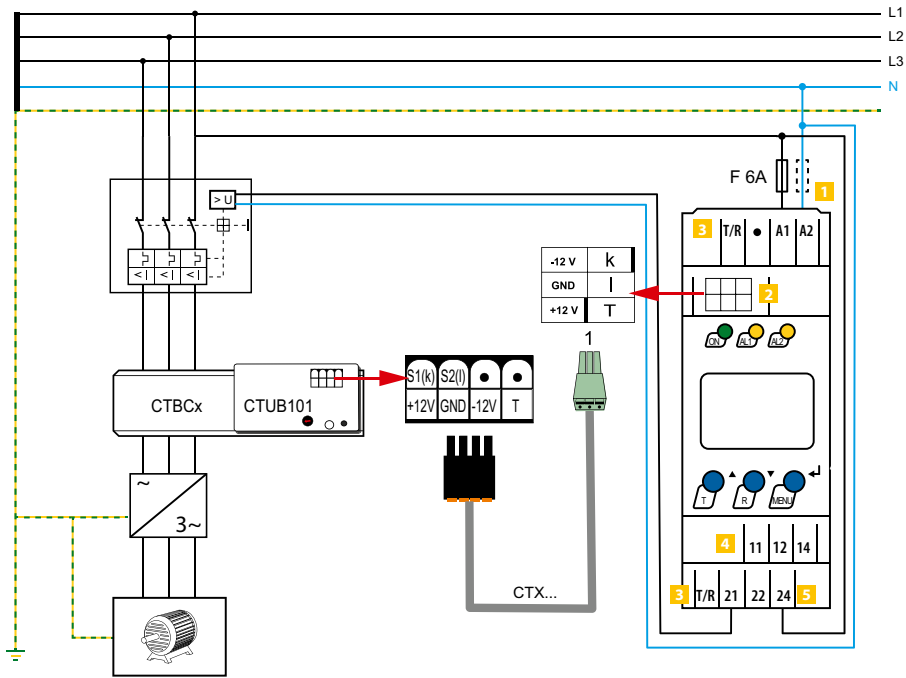 L1
L2
L3
N
F 6A
1
> U
3 T/R • A1 A2
-12 V k
GND l
+12 V T
2
1
< I < I < I
ON AL1 AL2
CTBCx CTUB101
S1(k) S2(l) • •
+12V GND -12V T
T R MENU
~
3~
4 11 12 14
CTX...
3 T/R 21 22 24 5